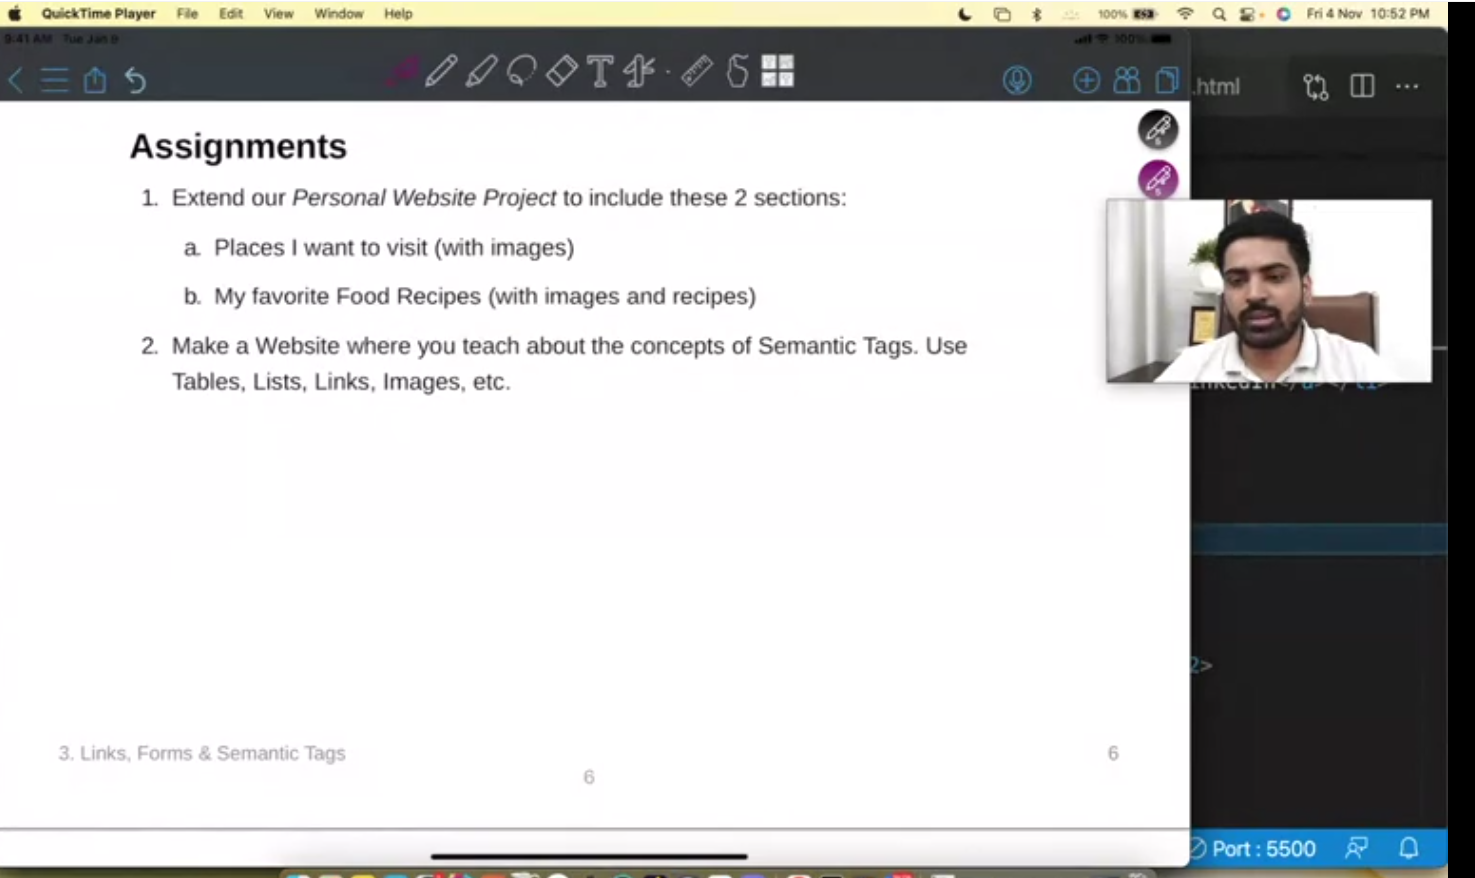 QuickTime Player File Edit View Window Help 100% Fri 4 Nov 10:52 PM
9:41 AM Tue Jan 9 100%
.html
Assignments
1. Extend our Personal Website Project to include these 2 sections:
a. Places I want to visit (with images)
b. My favorite Food Recipes (with images and recipes)
2. Make a Website where you teach about the concepts of Semantic Tags. Use
Tables, Lists, Links, Images, etc.
2>
3. Links, Forms & Semantic Tags 6
6
Port : 5500